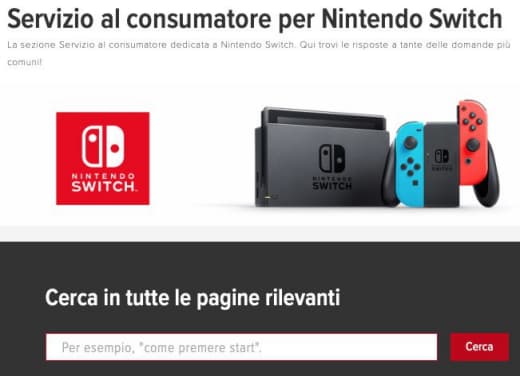 Servizio al consumatore per Nintendo Switch
La sezione Servizio al consumatore dedicata a Nintendo Switch. Qui trovi le risposte a tante delle domande più
comuni!
NINTENDO
SWITCH.
NINTENDO
SWITCH
Cerca in tutte le pagine rilevanti
Per esempio, "come premere start".
Cerca